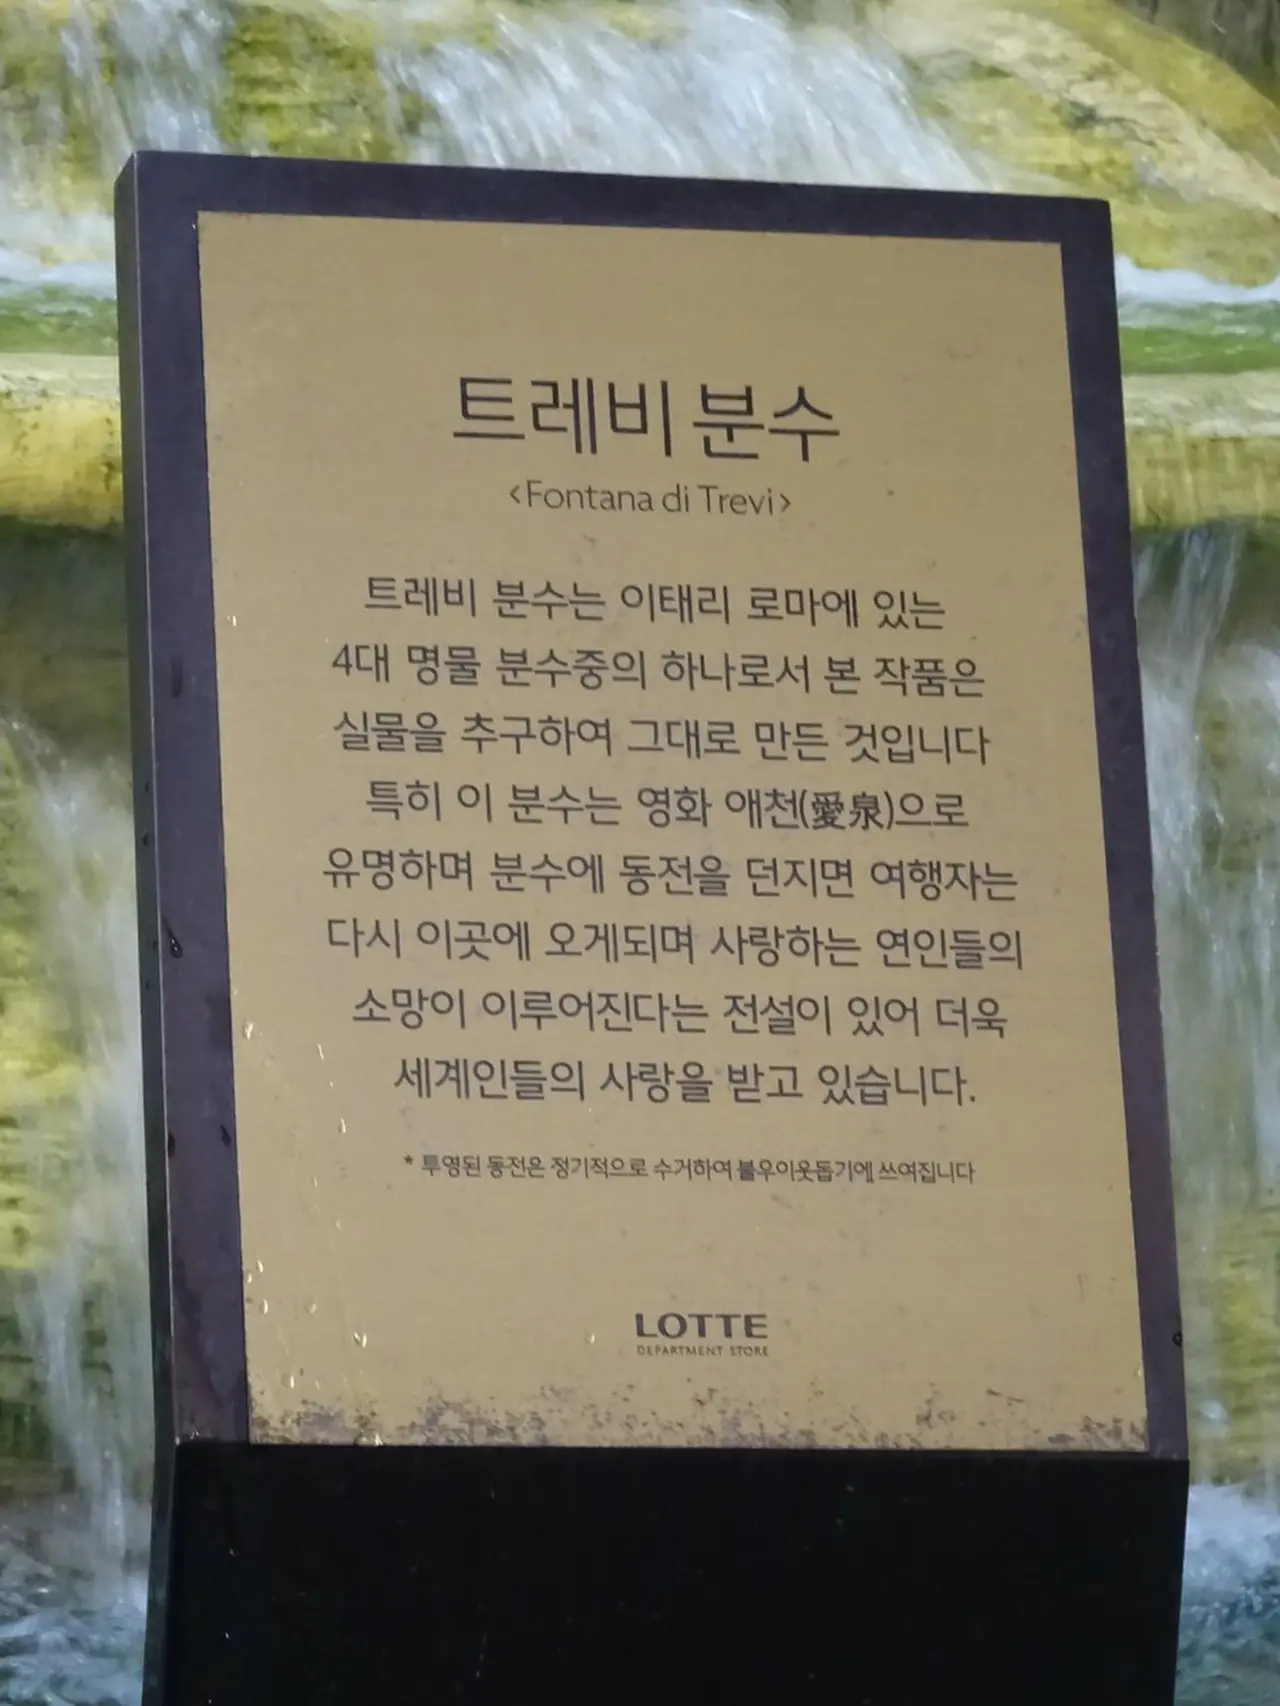 트레비 분수
<Fontana di Trevi>
트레비 분수는 이태리 로마에 있는
4대 명물 분수중의 하나로서 본 작품은
실물을 추구하여 그대로 만든 것입니다
특히 이 분수는 영화 애천(愛泉)으로
유명하며 분수에 동전을 던지면 여행자는
다시 이곳에 오게되며 사랑하는 연인들의
소망이 이루어진다는 전설이 있어 더욱
세계인들의 사랑을 받고 있습니다.
* 투영된 동전은 정기적으로 수거하여 불우이웃돕기에 쓰여집니다
LOTTE
DEPARTMENT STORE